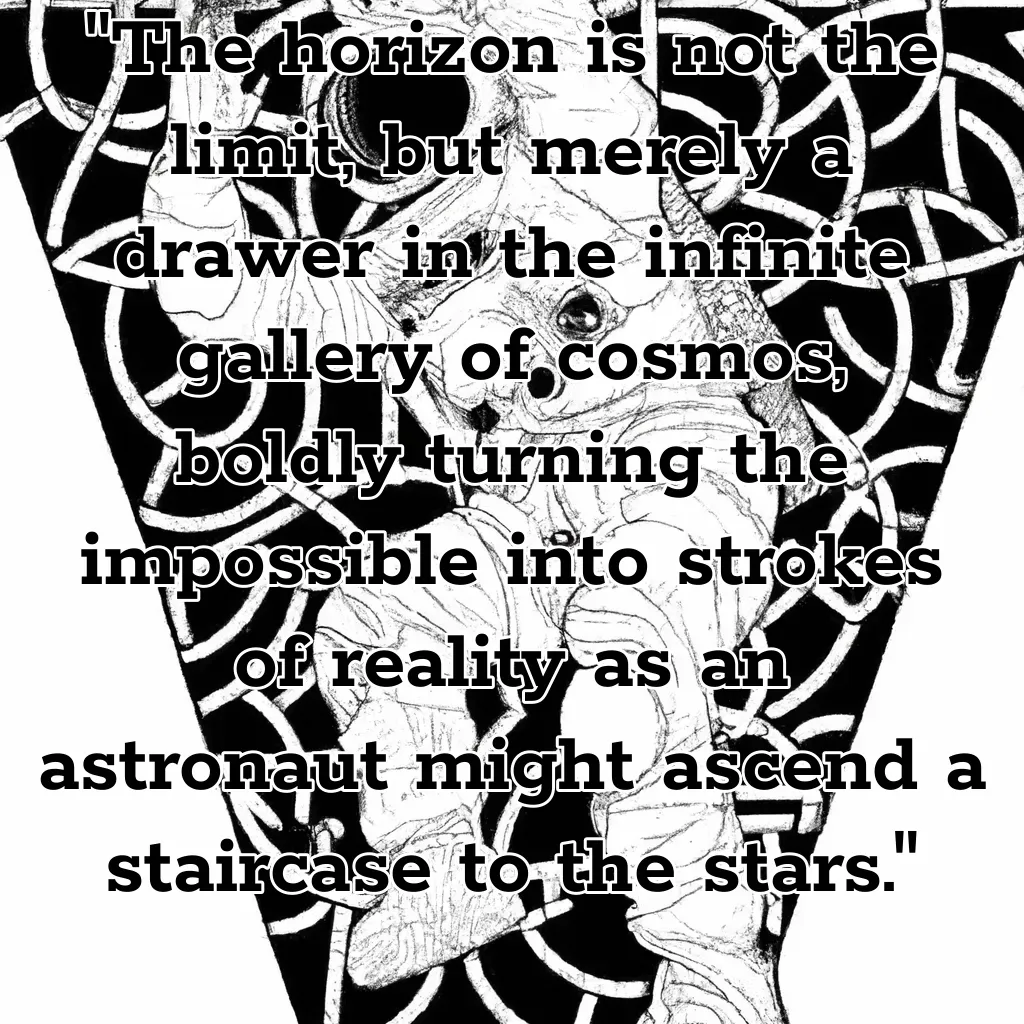 "The horizon is not the
limit, but merely a
drawer in the infinite
gallery of cosmos,
boldly turning the
impossible into strokes
of reality as an
astronaut might ascend a
staircase to the stars."